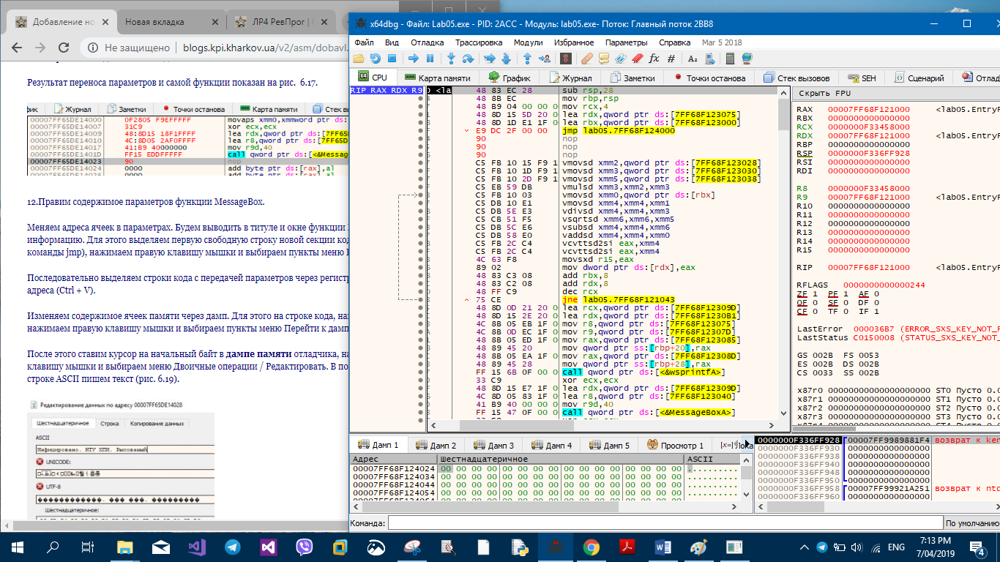 Добавление но
Новая вкладка
ЛР4 РевПрог | С
Не защищено | blogs.kpi.kharkov.ua/v2/asm/dobavl.
Результат переноса параметров и самой функции показан на рис. 6.17.
фик Журнал Заметки Точки останова Карта памяти Стек выз
00007FF65DE14000 0F2805 F9EFFFFF movaps xmm0,xmmword ptr ds:
00007FF65DE14007 31C9 xor ecx,ecx
00007FF65DE14009 48:8D15 18F1FFFF lea rdx,qword ptr ds:[7FF65
00007FF65DE14010 4C:8D05 2AF0FFFF lea r8,qword ptr ds:[7FF65D
00007FF65DE14017 41:B9 40000000 mov r9d,40
00007FF65DE1401D FF15 EDDFFFFF call qword ptr ds:[<&Messag
00007FF65DE14023 90 nop
00007FF65DE14024 0000 add byte ptr ds:[rax],al
12.Правим содержимое параметров функции MessageBox.
Меняем адреса ячеек в параметрах. Будем выводить в титуле и окне функции
информацию. Для этого выделяем первую свободную строку новой секции код
команды jmp), нажимаем правую клавишу мышки и выбираем пункты меню
Последовательно выделяем строки кода с передачей параметров через регистр
адреса (Ctrl + V).
Изменяем содержимое ячеек памяти через дамп. Для этого на строке кода, на
нажимаем правую клавишу мышки и выбираем пункты меню Перейти к дамп
После этого ставим курсор на начальный байт в дампе памяти отладчика, на
клавишу мышки и выбираем меню Двоичные операции / Редактировать. В по
строке ASCII пишем текст (рис. 6.19).
Редактирование данных по адресу 00007FF65DE14028
Шестнадцатеричное Строка Копирование данных
ASCII
Инфицировано. НТУ ХПИ. Рысованый
UNICODE:
UTF-8
Шестнадцатеричное:
x64dbg - Файл: Lab05.exe - PID: 2ACC - Модуль: lab05.exe- Поток: Главный поток 2BB8
Файл Вид Отладка Трассировка Модули Избранное Параметры Справка Mar 5 2018
CPU Карта памяти График Журнал Заметки Точки останова Стек вызовов SEH Сценарий Отлад
RIP RAX RDX R9
<la 48 83 EC 28 sub rsp,28
48 8B EC mov rbp,rsp
48 B9 04 00 00 0 mov rcx,4
48 8D 15 5D 20 0 lea rdx,qword ptr ds:[7FF68F123075]
48 8D 1D E1 1F 0 lea rbx,qword ptr ds:[7FF68F123000]
E9 DC 2F 00 00 jmp lab05.7FF68F124000
90 nop
90 nop
90 nop
C5 FB 10 15 F9 1 vmovsd xmm2,qword ptr ds:[7FF68F123028]
C5 FB 10 1D F9 1 vmovsd xmm3,qword ptr ds:[7FF68F123030]
C5 FB 10 2D F9 1 vmovsd xmm5,qword ptr ds:[7FF68F123038]
C5 EB 59 DB vmulsd xmm3,xmm2,xmm3
C5 FB 10 03 vmovsd xmm0,qword ptr ds:[rbx]
C5 DB 10 E1 vmovsd xmm4,xmm4,xmm1
C5 DB 5E E3 vdivsd xmm4,xmm4,xmm3
C5 CB 51 F5 vsqrtsd xmm6,xmm6,xmm5
C5 DB 5C E6 vsubsd xmm4,xmm4,xmm6
C5 DB 58 E0 vaddsd xmm4,xmm4,xmm0
C5 FB 2C C4 vcvttsd2si eax,xmm4
C5 FB 2C C4 vcvttsd2si eax,xmm4
4C 63 F8 movsxd r15,eax
89 02 mov dword ptr ds:[rdx],eax
48 83 C3 08 add rbx,8
48 83 C2 08 add rdx,8
48 FF C9 dec rcx
75 CE jne lab05.7FF68F121043
48 8D 0D 21 20 0 lea rcx,qword ptr ds:[7FF68F12309D]
48 8D 15 2E 20 0 lea rdx,qword ptr ds:[7FF68F1230B1]
4C 8B 05 EB 1F 0 mov r8,qword ptr ds:[7FF68F123075]
4C 8B 0D EC 1F 0 mov r9,qword ptr ds:[7FF68F12307D]
48 8B 05 ED 1F 0 mov rax,qword ptr ds:[7FF68F123085]
48 89 45 20 mov qword ptr ss:[rbp+20],rax
48 8B 05 EA 1F 0 mov rax,qword ptr ds:[7FF68F12308D]
48 89 45 28 mov qword ptr ss:[rbp+28],rax
FF 15 6B 0F 00 0 call qword ptr ds:[<&wsprintfA>]
33 C9 xor ecx,ecx
48 8D 15 E7 1F 0 lea rdx,qword ptr ds:[7FF68F12309D]
4C 8D 05 83 1F 0 lea r8,qword ptr ds:[7FF68F123040]
41 B9 40 00 00 0 mov r9d,40
FF 15 47 0F 00 0 call qword ptr ds:[<&MessageBoxA>]
Скрыть FPU
RAX 00007FF68F121000 <lab05.EntryF
RBX 0000000000000000
RCX 0000000F33458000
RDX 00007FF68F121000 <lab05.EntryF
RBP 0000000000000000
RSP 0000000F336FF928
RSI 0000000000000000
RDI 0000000000000000
R8 0000000F33458000
R9 00007FF68F121000 <lab05.EntryF
R10 0000000000000000
R11 0000000000000000
R12 0000000000000000
R13 0000000000000000
R14 0000000000000000
R15 0000000000000000
RIP 00007FF68F121000 <lab05.EntryF
RFLAGS 0000000000000244
ZF 1 PF 1 AF 0
OF 0 SF 0 DF 0
CF 0 TF 0 IF 1
LastError 000036B7 (ERROR_SXS_KEY_NOT_F
LastStatus C0150008 (STATUS_SXS_KEY_NOT_
GS 002B FS 0053
ES 002B DS 002B
CS 0033 SS 002B
x87r0 00000000000000000000 ST0 Пусто 0.0
x87r1 00000000000000000000 ST1 Пусто 0.0
x87r2 00000000000000000000 ST2 Пусто 0.0
x87r3 00000000000000000000 ST3 Пусто 0.0
Дамп 1 Дамп 2 Дамп 3 Дамп 4 Дамп 5 Просмотр 1 [x=]
Адрес Шестнадцатеричное ASCII
00007FF68F124024 00 00 00 00 00 00 00 00 00 00 00 00 00 00 00 00 ..........
00007FF68F124034 00 00 00 00 00 00 00 00 00 00 00 00 00 00 00 00 ..........
00007FF68F124044 00 00 00 00 00 00 00 00 00 00 00 00 00 00 00 00 ..........
00007FF68F124054 00 00 00 00 00 00 00 00 00 00 00 00 00 00 00 00 ..........
0000000F336FF928 00007FF9989881F4 возврат к ker
0000000F336FF930 0000000000000000
0000000F336FF938 0000000000000000
0000000F336FF940 0000000000000000
0000000F336FF948 0000000000000000
0000000F336FF950 0000000000000000
0000000F336FF958 00007FF99921A251 возврат к ntd
0000000F336FF960 0000000000000000
Команда: По умолчанию
ENG
7:13 PM
7/04/2019
4